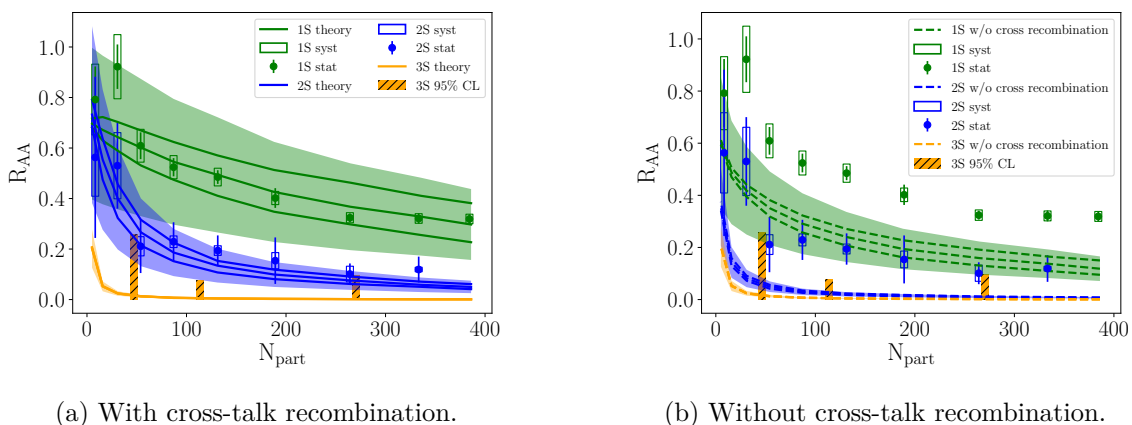 1.0
0.8
0.6
0.4
0.2
0.0
R_AA
1S theory
1S syst
1S stat
2S theory
2S syst
2S stat
3S theory
3S 95% CL
0 100 200 300 400
N_part
(a) With cross-talk recombination.
1.0
0.8
0.6
0.4
0.2
0.0
R_AA
1S w/o cross recombination
1S syst
1S stat
2S w/o cross recombination
2S syst
2S stat
3S w/o cross recombination
3S 95% CL
0 100 200 300 400
N_part
(b) Without cross-talk recombination.